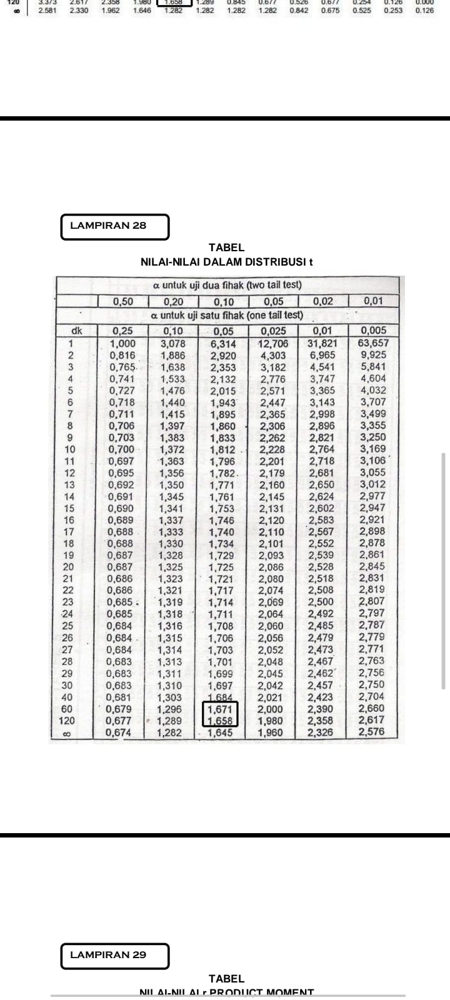 120 3.373 2.617 2.358 1.980 1.658 1.289 0.845 0.677 0.526 0.677 0.254 0.126 0.000
∞ 2.581 2.330 1.962 1.646 1.282 1.282 1.282 1.282 0.842 0.675 0.525 0.253 0.126
LAMPIRAN 28
TABEL
NILAI-NILAI DALAM DISTRIBUSI t
α untuk uji dua fihak (two tail test)
0,50 0,20 0,10 0,05 0,02 0,01
α untuk uji satu fihak (one tail test)
dk 0,25 0,10 0,05 0,025 0,01 0,005
1 1,000 3,078 6,314 12,706 31,821 63,657
2 0,816 1,886 2,920 4,303 6,965 9,925
3 0,765 1,638 2,353 3,182 4,541 5,841
4 0,741 1,533 2,132 2,776 3,747 4,604
5 0,727 1,476 2,015 2,571 3,365 4,032
6 0,718 1,440 1,943 2,447 3,143 3,707
7 0,711 1,415 1,895 2,365 2,998 3,499
8 0,706 1,397 1,860 2,306 2,896 3,355
9 0,703 1,383 1,833 2,262 2,821 3,250
10 0,700 1,372 1,812 2,228 2,764 3,169
11 0,697 1,363 1,796 2,201 2,718 3,106
12 0,695 1,356 1,782 2,179 2,681 3,055
13 0,692 1,350 1,771 2,160 2,650 3,012
14 0,691 1,345 1,761 2,145 2,624 2,977
15 0,690 1,341 1,753 2,131 2,602 2,947
16 0,689 1,337 1,746 2,120 2,583 2,921
17 0,688 1,333 1,740 2,110 2,567 2,898
18 0,688 1,330 1,734 2,101 2,552 2,878
19 0,687 1,328 1,729 2,093 2,539 2,861
20 0,687 1,325 1,725 2,086 2,528 2,845
21 0,686 1,323 1,721 2,080 2,518 2,831
22 0,686 1,321 1,717 2,074 2,508 2,819
23 0,685 1,319 1,714 2,069 2,500 2,807
24 0,685 1,318 1,711 2,064 2,492 2,797
25 0,684 1,316 1,708 2,060 2,485 2,787
26 0,684 1,315 1,706 2,056 2,479 2,779
27 0,684 1,314 1,703 2,052 2,473 2,771
28 0,683 1,313 1,701 2,048 2,467 2,763
29 0,683 1,311 1,699 2,045 2,462 2,756
30 0,683 1,310 1,697 2,042 2,457 2,750
40 0,681 1,303 1,684 2,021 2,423 2,704
60 0,679 1,296 1,671 2,000 2,390 2,660
120 0,677 1,289 1,658 1,980 2,358 2,617
∞ 0,674 1,282 1,645 1,960 2,326 2,576
LAMPIRAN 29
TABEL
NILAI-NILAI r PRODUCT MOMENT